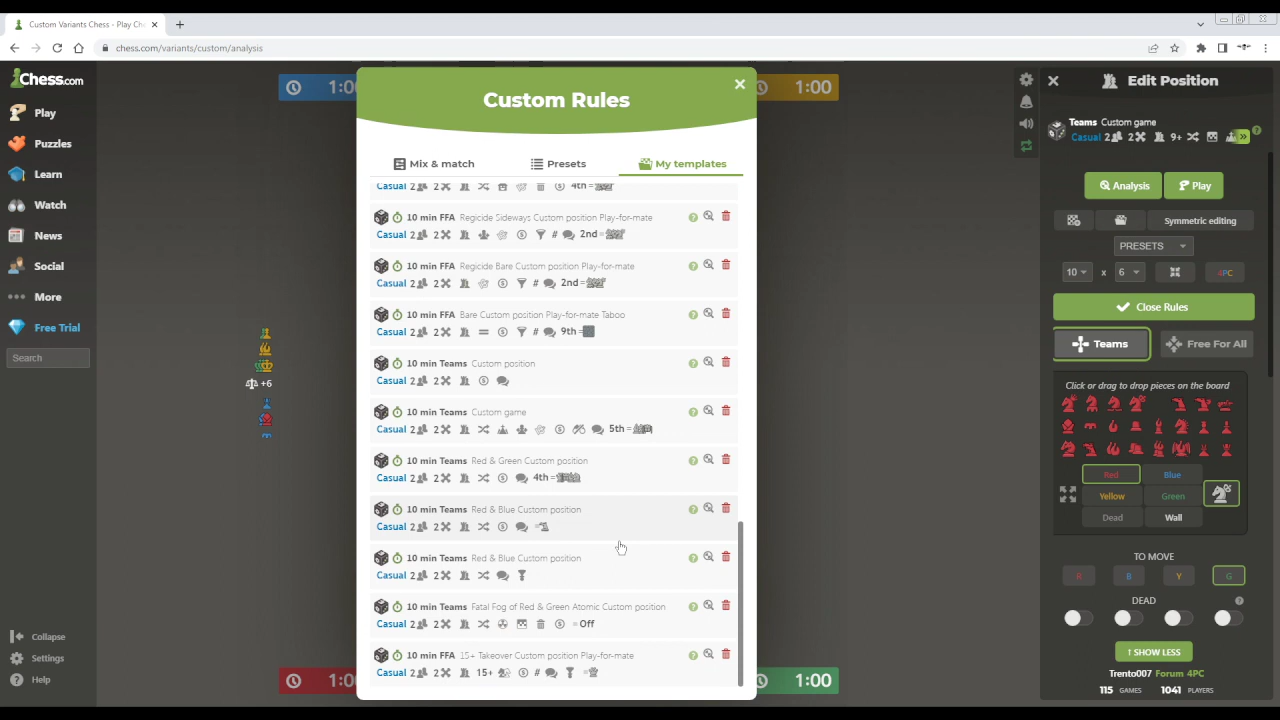 Custom Variants Chess - Play Ch
chess.com/variants/custom/analysis
Chess.com
Play
Puzzles
Learn
Watch
News
Social
More
Free Trial
Search
Collapse
Settings
Help
+6
1:00
1:00
1:00
1:00
Custom Rules
Mix & match
Presets
My templates
Casual 2 2 4th =
10 min FFA Regicide Sideways Custom position Play-for-mate
Casual 2 2 # 2nd =
10 min FFA Regicide Bare Custom position Play-for-mate
Casual 2 2 # 2nd =
10 min FFA Bare Custom position Play-for-mate Taboo
Casual 2 2 = # 9th =
10 min Teams Custom position
Casual 2 2
10 min Teams Custom game
Casual 2 2 5th =
10 min Teams Red & Green Custom position
Casual 2 2 4th =
10 min Teams Red & Blue Custom position
Casual 2 2 =
10 min Teams Red & Blue Custom position
Casual 2 2
10 min Teams Fatal Fog of Red & Green Atomic Custom position
Casual 2 2 = Off
10 min FFA 15+ Takeover Custom position Play-for-mate
Casual 2 2 15+ # =
Edit Position
Teams Custom game
Casual 2 2 9+
Analysis
Play
Symmetric editing
PRESETS
10 x 6
4PC
Close Rules
Teams
Free For All
Click or drag to drop pieces on the board
Red
Blue
Yellow
Green
Dead
Wall
TO MOVE
R B Y G
DEAD
↑ SHOW LESS
Trento007 Forum 4PC
115 GAMES 1041 PLAYERS